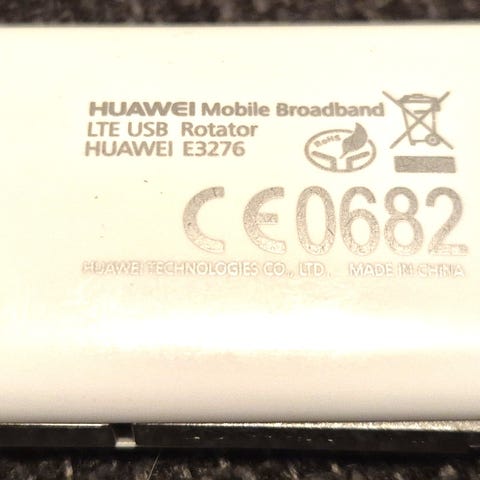 HUAWEI Mobile Broadband
LTE USB Rotator
HUAWEI E3276
RoHS
CE0682
HUAWEI TECHNOLOGIES CO., LTD. MADE IN CHINA